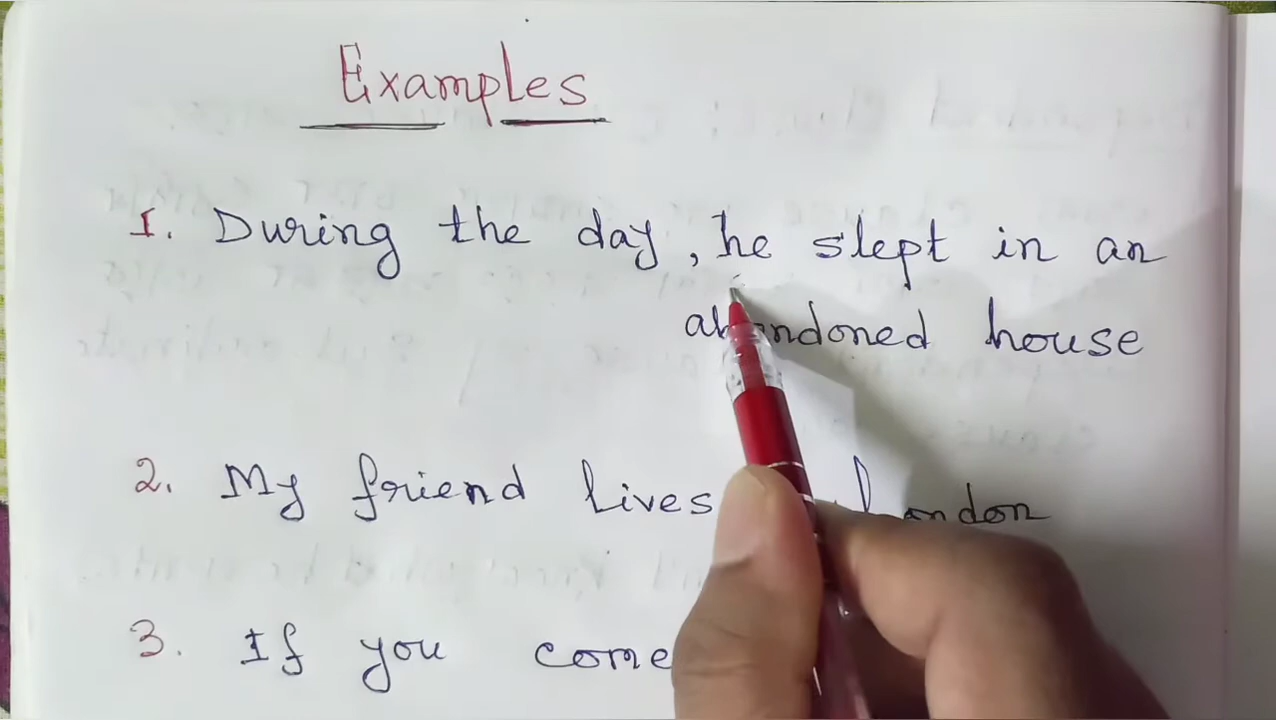 Examples
1. During the day, he slept in an
abandoned house
2. My friend lives London
3. If you come